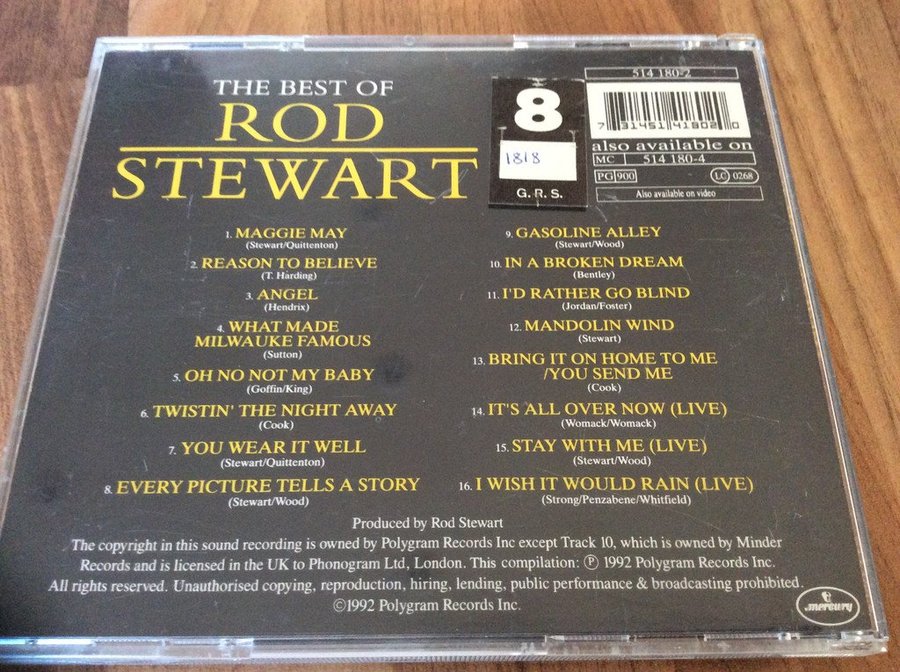 THE BEST OF
ROD
STEWART
8
1818
G.R.S.
514 180-2
7 31451 41802 0
also available on
MC 514 180-4
PG 900 LC 0268
Also available on video
1. MAGGIE MAY
(Stewart/Quittenton)
2. REASON TO BELIEVE
(T. Harding)
3. ANGEL
(Hendrix)
4. WHAT MADE
MILWAUKE FAMOUS
(Sutton)
5. OH NO NOT MY BABY
(Goffin/King)
6. TWISTIN' THE NIGHT AWAY
(Cook)
7. YOU WEAR IT WELL
(Stewart/Quittenton)
8. EVERY PICTURE TELLS A STORY
(Stewart/Wood)
9. GASOLINE ALLEY
(Stewart/Wood)
10. IN A BROKEN DREAM
(Bentley)
11. I'D RATHER GO BLIND
(Jordan/Foster)
12. MANDOLIN WIND
(Stewart)
13. BRING IT ON HOME TO ME
/YOU SEND ME
(Cook)
14. IT'S ALL OVER NOW (LIVE)
(Womack/Womack)
15. STAY WITH ME (LIVE)
(Stewart/Wood)
16. I WISH IT WOULD RAIN (LIVE)
(Strong/Penzabene/Whitfield)
Produced by Rod Stewart
The copyright in this sound recording is owned by Polygram Records Inc except Track 10, which is owned by Minder
Records and is licensed in the UK to Phonogram Ltd, London. This compilation: ℗ 1992 Polygram Records Inc.
All rights reserved. Unauthorised copying, reproduction, hiring, lending, public performance & broadcasting prohibited.
©1992 Polygram Records Inc.
mercury